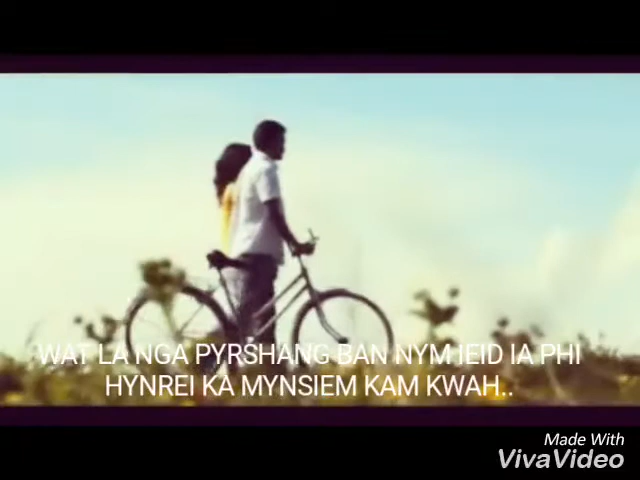 WAT LA NGA PYRSHANG BAN NYM IEID IA PHI
HYNREI KA MYNSIEM KAM KWAH..
Made With
VivaVideo